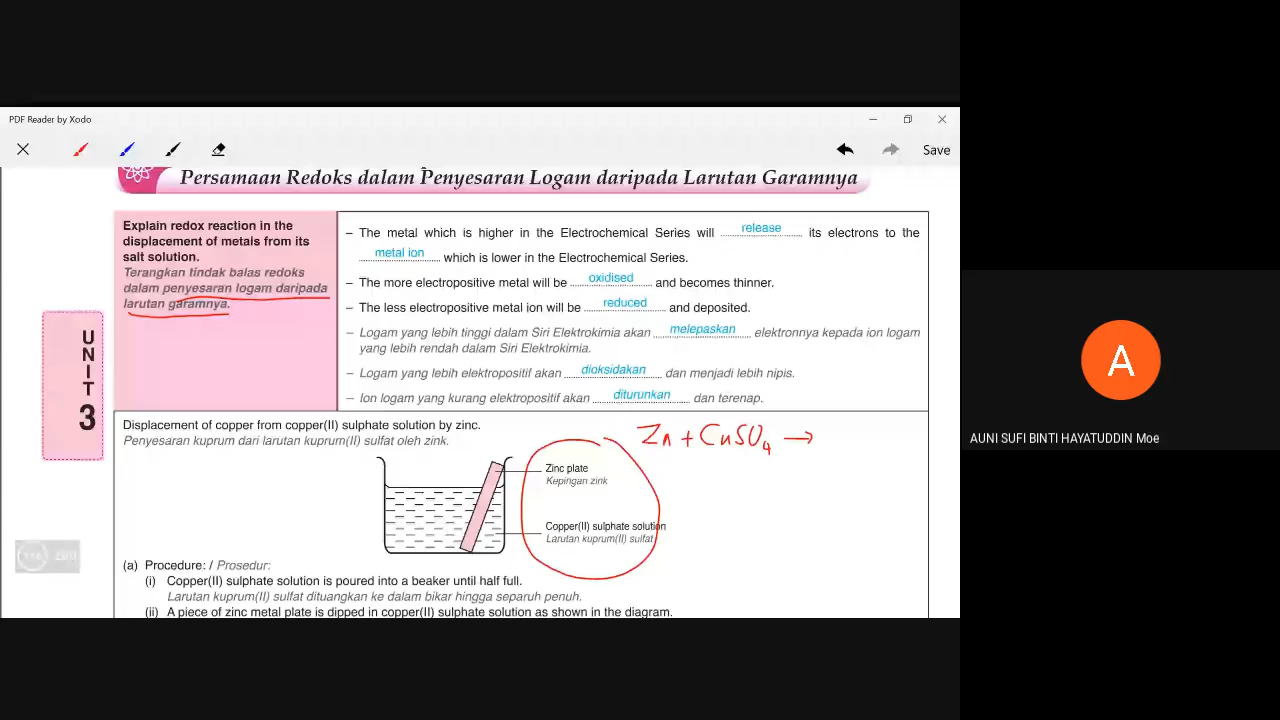 PDF Reader by Xodo
Save
Persamaan Redoks dalam Penyesaran Logam daripada Larutan Garamnya
Explain redox reaction in the
displacement of metals from its
salt solution.
Terangkan tindak balas redoks
dalam penyesaran logam daripada
larutan garamnya.
– The metal which is higher in the Electrochemical Series will release its electrons to the
metal ion which is lower in the Electrochemical Series.
– The more electropositive metal will be oxidised and becomes thinner.
– The less electropositive metal ion will be reduced and deposited.
– Logam yang lebih tinggi dalam Siri Elektrokimia akan melepaskan elektronnya kepada ion logam
yang lebih rendah dalam Siri Elektrokimia.
– Logam yang lebih elektropositif akan dioksidakan dan menjadi lebih nipis.
– Ion logam yang kurang elektropositif akan diturunkan dan terenap.
UNIT
3
Displacement of copper from copper(II) sulphate solution by zinc.
Penyesaran kuprum dari larutan kuprum(II) sulfat oleh zink.
Zn + CuSO₄ →
Zinc plate
Kepingan zink
Copper(II) sulphate solution
Larutan kuprum(II) sulfat
(a) Procedure: / Prosedur:
(i) Copper(II) sulphate solution is poured into a beaker until half full.
Larutan kuprum(II) sulfat dituangkan ke dalam bikar hingga separuh penuh.
(ii) A piece of zinc metal plate is dipped in copper(II) sulphate solution as shown in the diagram.
A
AUNI SUFI BINTI HAYATUDDIN Moe